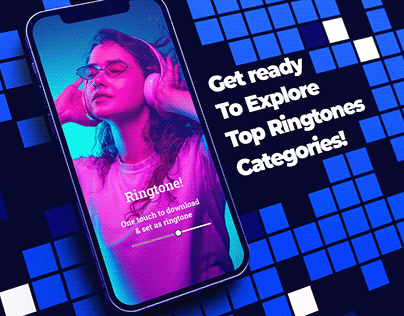 Get ready
To Explore
Top Ringtones
Categories!
Ringtone!
One touch to download
& set as ringtone